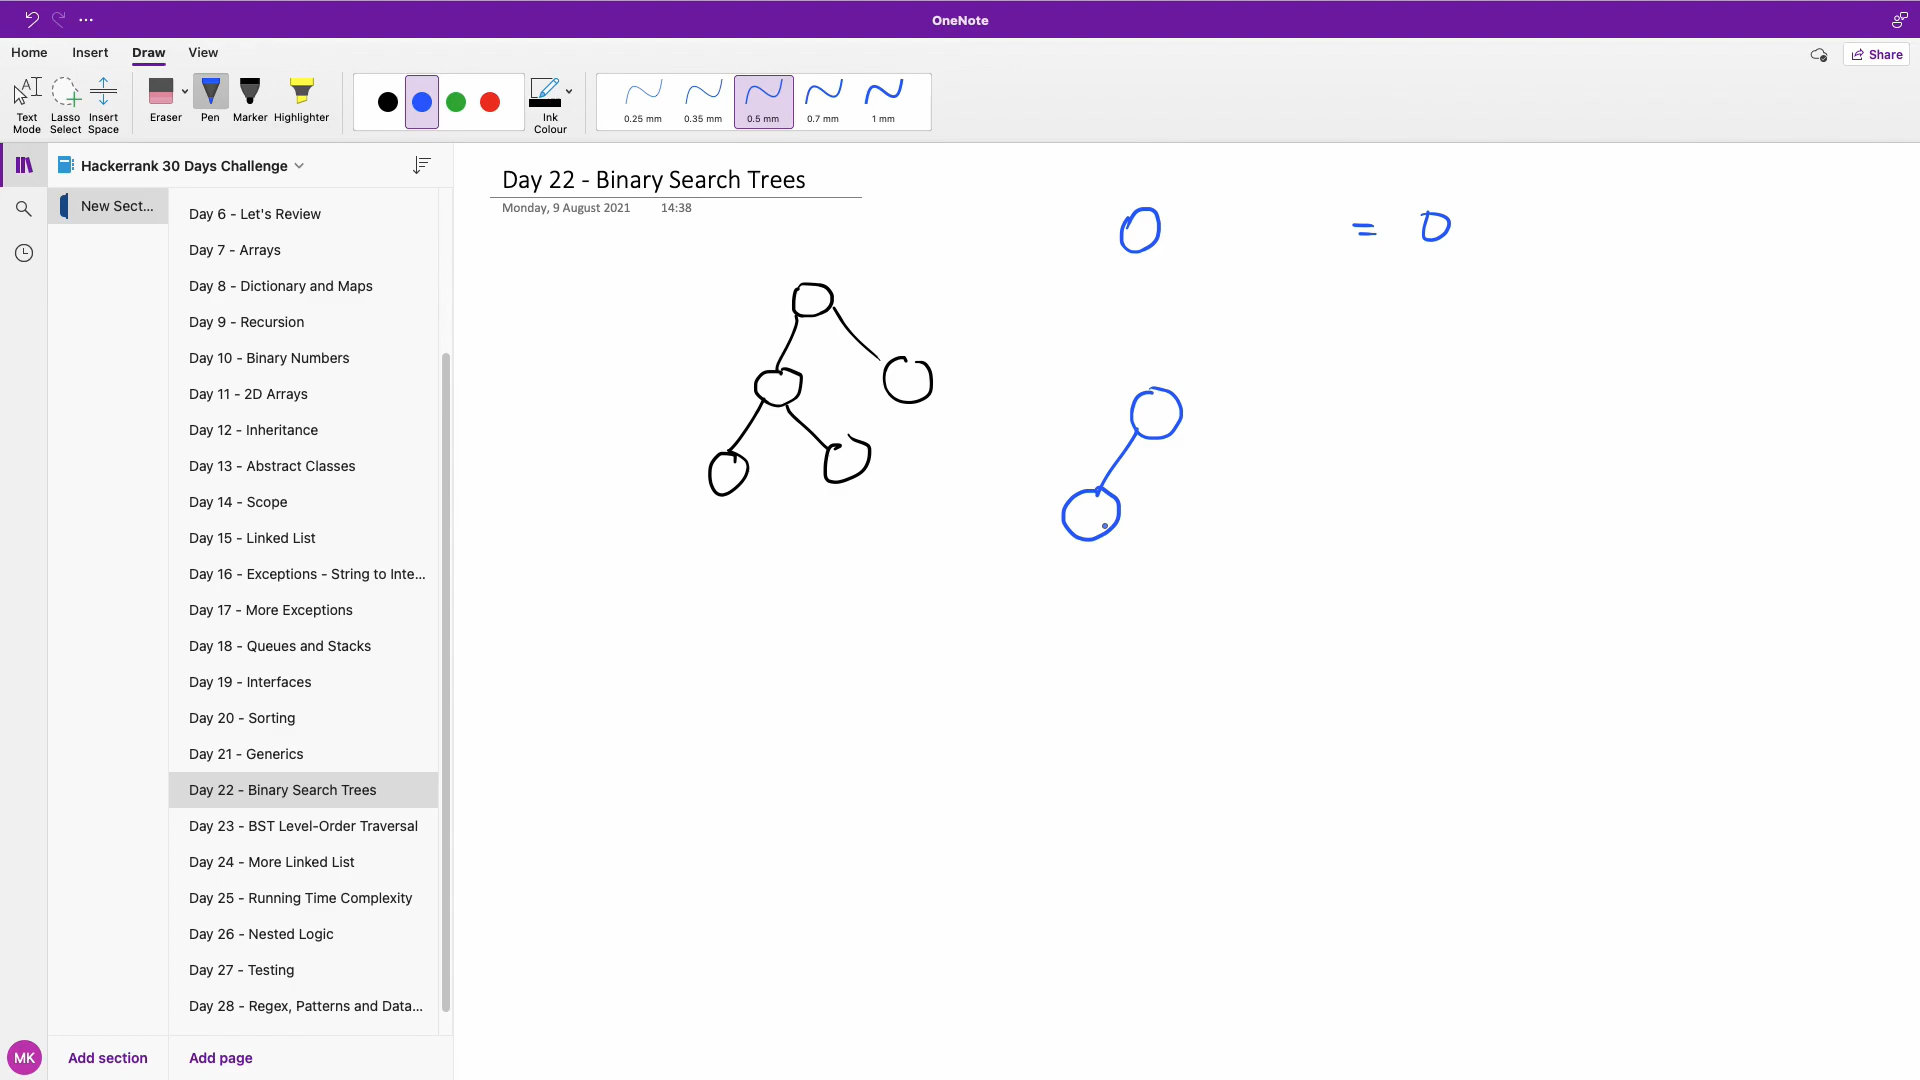 OneNote
Home Insert Draw View
Share
Text Mode
Lasso Select
Insert Space
Eraser
Pen
Marker
Highlighter
Ink Colour
0.25 mm
0.35 mm
0.5 mm
0.7 mm
1 mm
Hackerrank 30 Days Challenge
New Sect...
Day 6 - Let's Review
Day 7 - Arrays
Day 8 - Dictionary and Maps
Day 9 - Recursion
Day 10 - Binary Numbers
Day 11 - 2D Arrays
Day 12 - Inheritance
Day 13 - Abstract Classes
Day 14 - Scope
Day 15 - Linked List
Day 16 - Exceptions - String to Inte...
Day 17 - More Exceptions
Day 18 - Queues and Stacks
Day 19 - Interfaces
Day 20 - Sorting
Day 21 - Generics
Day 22 - Binary Search Trees
Day 23 - BST Level-Order Traversal
Day 24 - More Linked List
Day 25 - Running Time Complexity
Day 26 - Nested Logic
Day 27 - Testing
Day 28 - Regex, Patterns and Data...
MK
Add section
Add page
Day 22 - Binary Search Trees
Monday, 9 August 2021 14:38
= 0